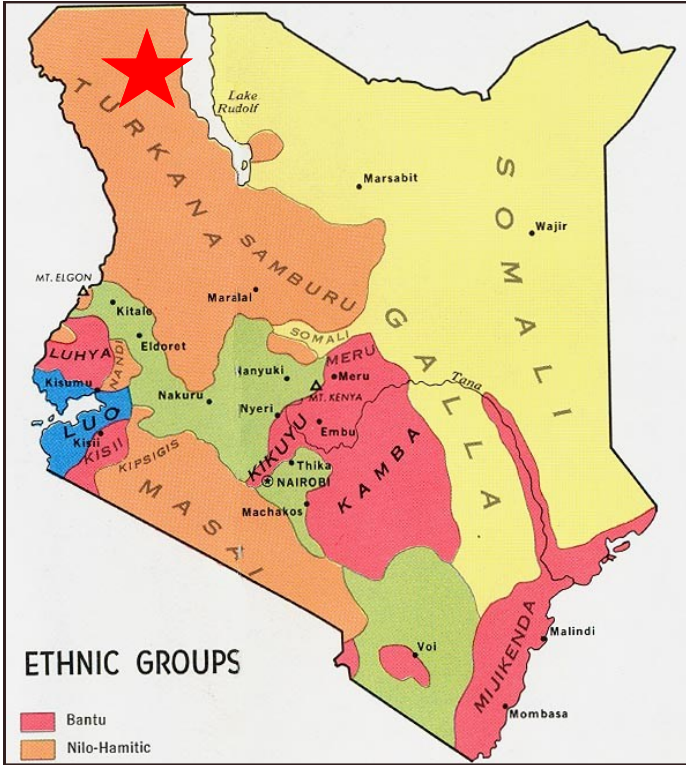 Lake
Rudolf
TURKANA
Marsabit
SOMALI
Wajir
SAMBURU
MT. ELGON
Maralal
Kitale
GALLA
SOMALI
Eldoret
LUHYA
NANDI
MERU
Nanyuki
Meru
Tana
Kisumu
MT. KENYA
Nakuru
Nyeri
LUO
Embu
Kisii
KISII
KIKUYU
KAMBA
KIPSIGIS
Thika
NAIROBI
MASAI
Machakos
MIJIKENDA
Malindi
Voi
ETHNIC GROUPS
Mombasa
Bantu
Nilo-Hamitic